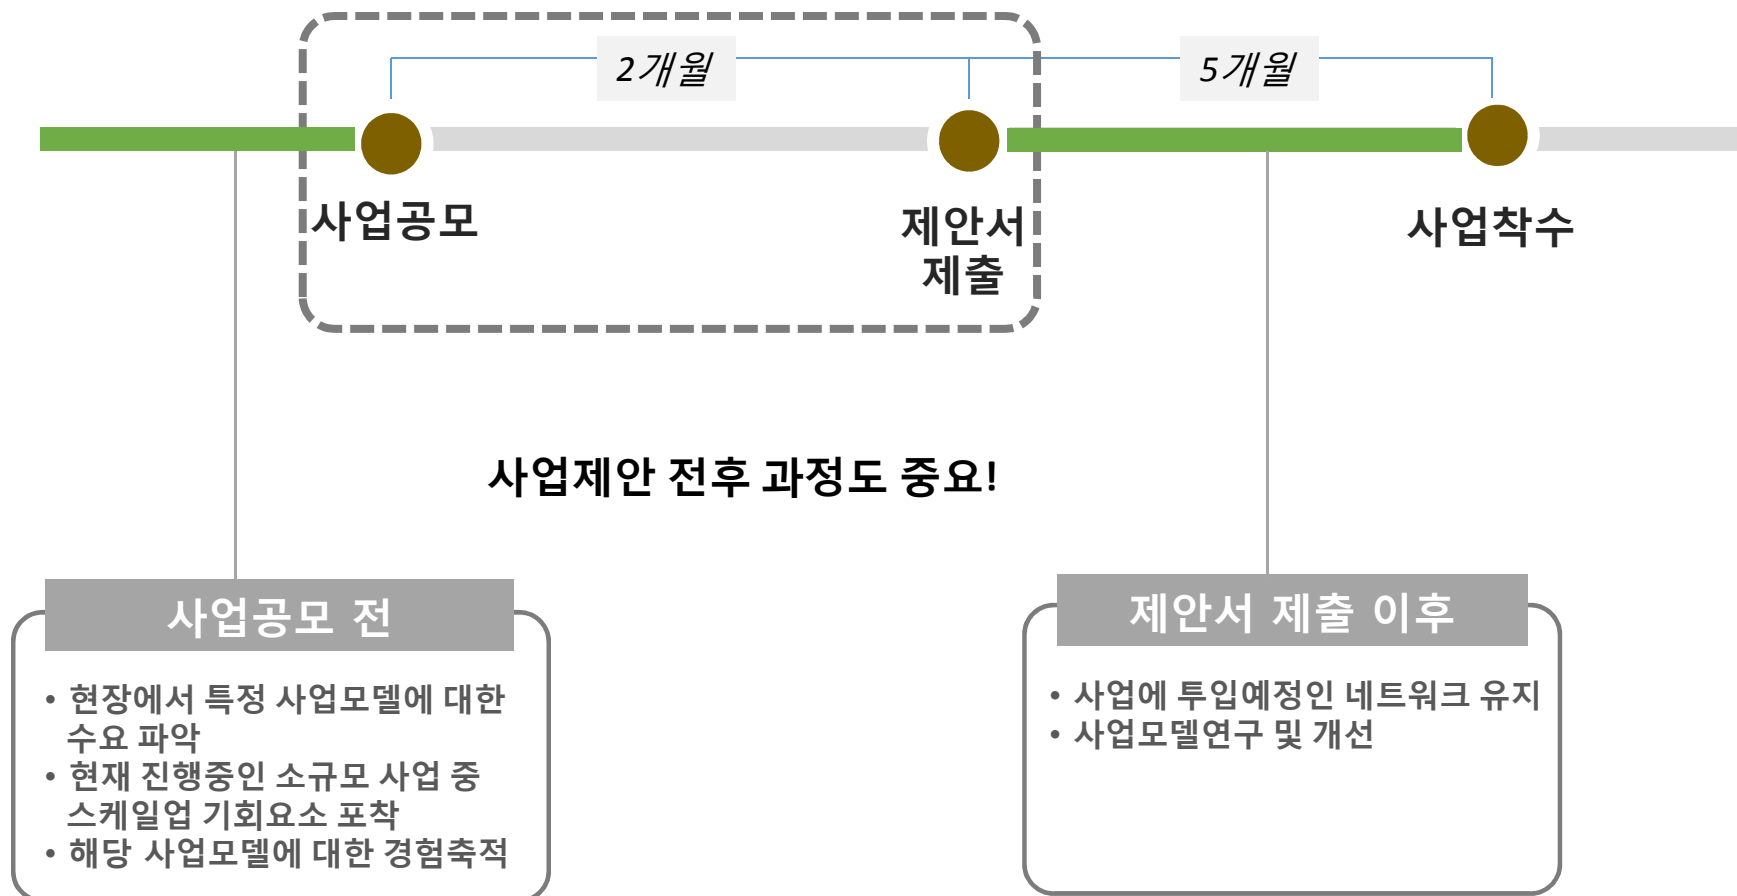 2개월
5개월
사업공모
제안서
제출
사업착수
사업제안 전후 과정도 중요!
사업공모 전
• 현장에서 특정 사업모델에 대한
수요 파악
• 현재 진행중인 소규모 사업 중
스케일업 기회요소 포착
• 해당 사업모델에 대한 경험축적
제안서 제출 이후
• 사업에 투입예정인 네트워크 유지
• 사업모델연구 및 개선